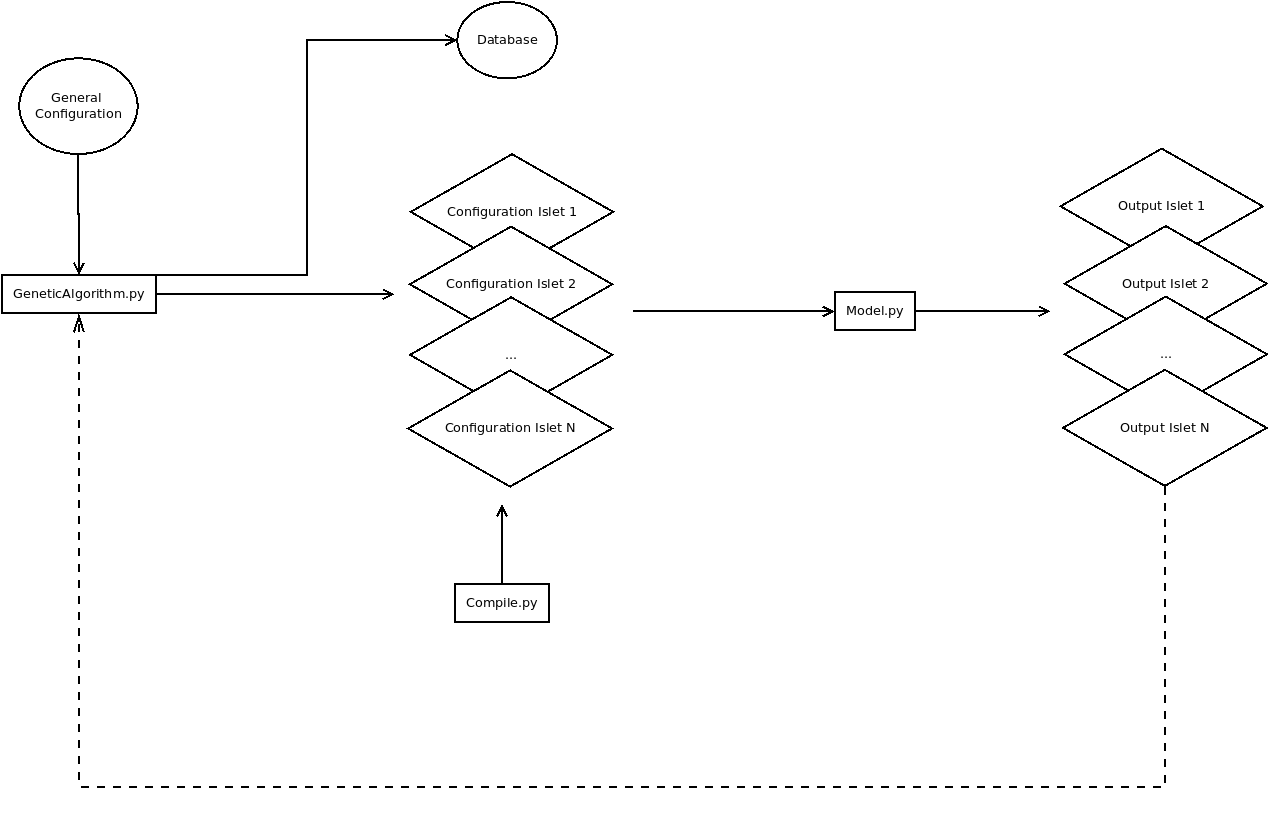 Database
General
Configuration
Configuration Islet 1
Output Islet 1
Configuration Islet 2
Output Islet 2
GeneticAlgorithm.py
Model.py
...
...
Configuration Islet N
Output Islet N
Compile.py